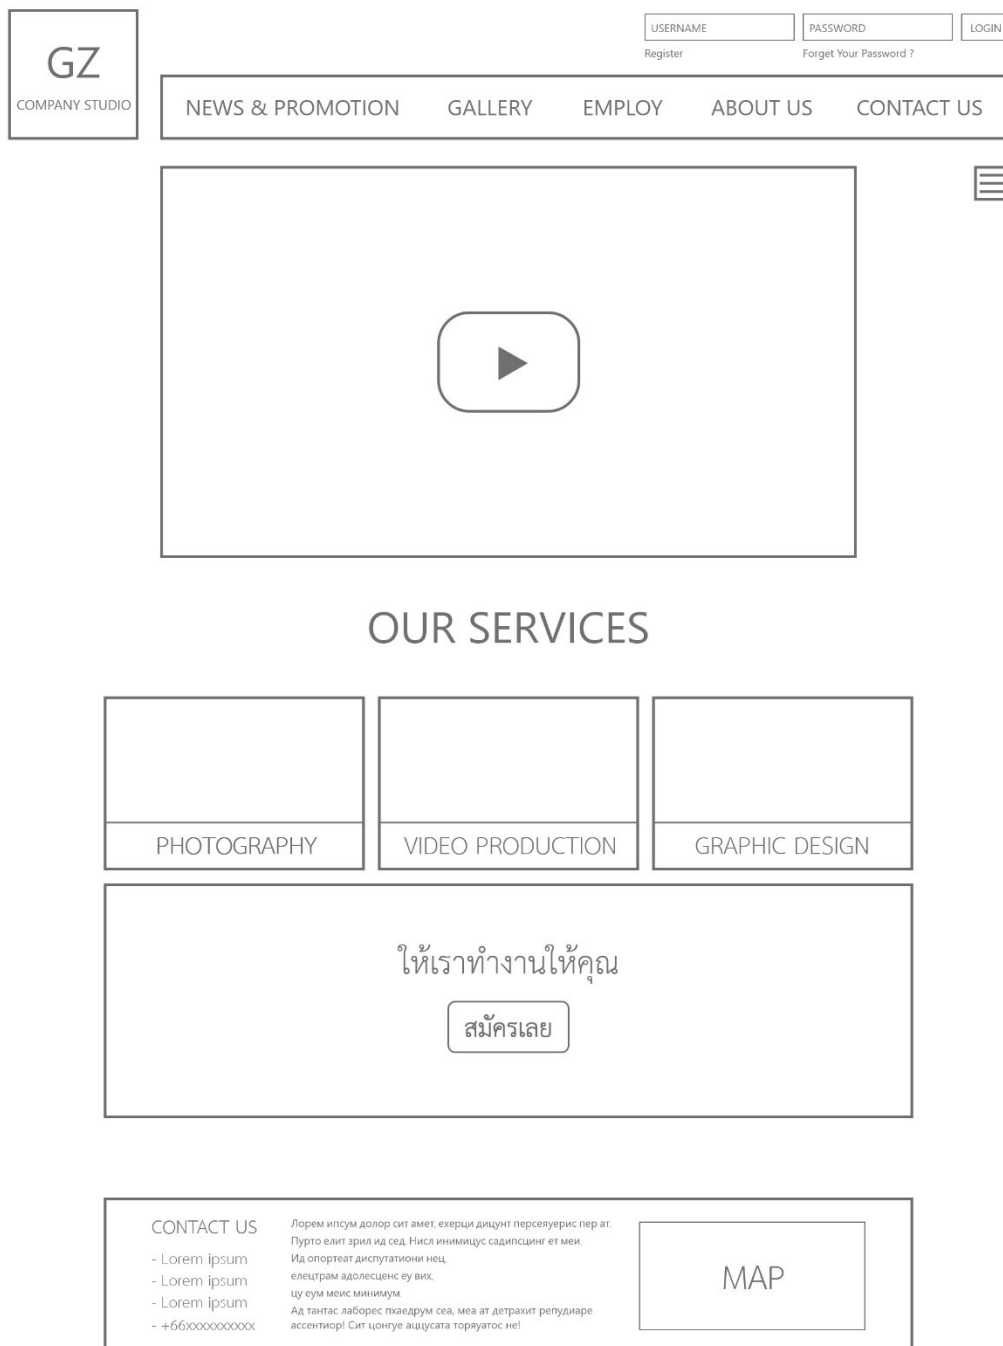 GZ
COMPANY STUDIO
USERNAME
PASSWORD
LOGIN
Register
Forget Your Password ?
NEWS & PROMOTION
GALLERY
EMPLOY
ABOUT US
CONTACT US
OUR SERVICES
PHOTOGRAPHY
VIDEO PRODUCTION
GRAPHIC DESIGN
ให้เราทำงานให้คุณ
สมัครเลย
CONTACT US
- Lorem ipsum
- Lorem ipsum
- Lorem ipsum
- +66xxxxxxxxxx
Лорем ипсум долор сит амет, ехерци дицунт персеяуерис пер ат.
Пурто елит зрил ид сед. Нисл инимицус садипсцинг ет меи.
Ид опортеат диспутатиони нец,
елецтрам адолесценс еу вих,
цу еум меис минимум.
Ад тантас лаборес пхаедрум сеа, меа ат детрахит репудиаре
ассентиор! Сит цонгуе аццусата торяуатос не!
MAP